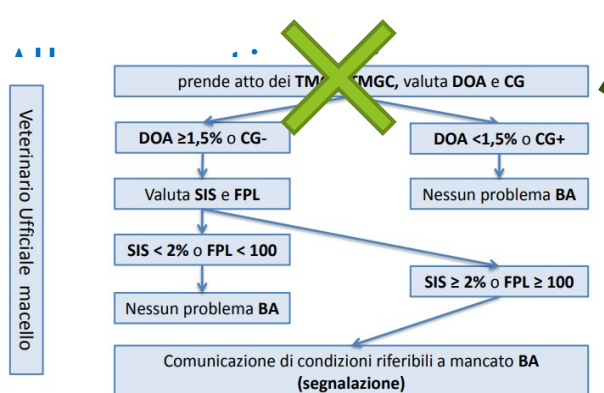 prende atto dei TMG, valuta DOA e CG
Veterinario Ufficiale macello
DOA ≥1,5% o CG-
DOA <1,5% o CG+
Valuta SIS e FPL
Nessun problema BA
SIS < 2% o FPL < 100
SIS ≥ 2% o FPL ≥ 100
Nessun problema BA
Comunicazione di condizioni riferibili a mancato BA
(segnalazione)